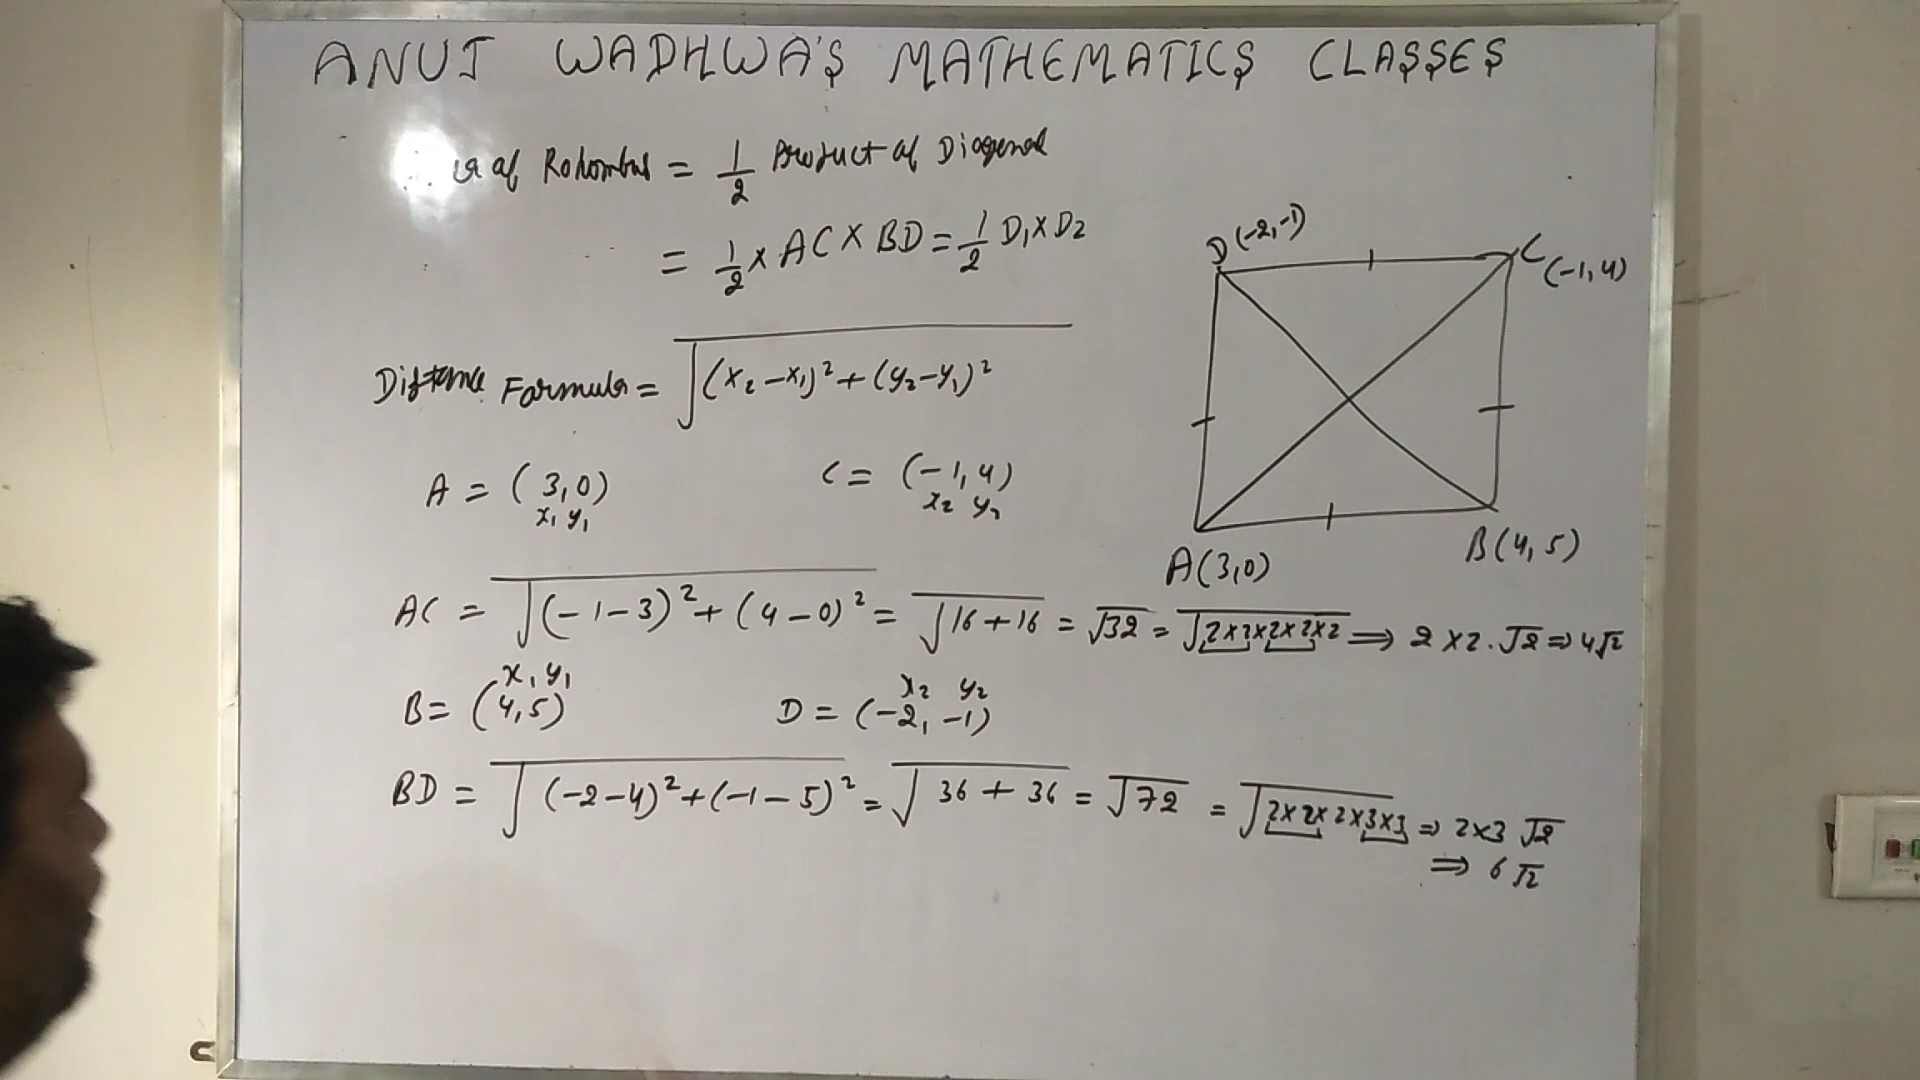 ANUJ WADHWA'S MATHEMATICS CLASSES
a of Rohombus = 1/2 Product of Diogonal
= 1/2 × AC × BD = 1/2 D₁ × D₂
Distance Formula = √((x₂-x₁)²+(y₂-y₁)²)
D(-2,-1)
C(-1,4)
A(3,0)
B(4,5)
A = (3,0) C = (-1,4)
x₁ y₁ x₂ y₂
AC = √((-1-3)²+(4-0)²) = √(16+16) = √32 = √(2×2×2×2×2) ⇒ 2×2.√2 ⇒ 4√2
x₁ y₁ x₂ y₂
B = (4,5) D = (-2,-1)
BD = √((-2-4)²+(-1-5)²) = √(36+36) = √72 = √(2×2×2×3×3) ⇒ 2×3 √2
⇒ 6√2